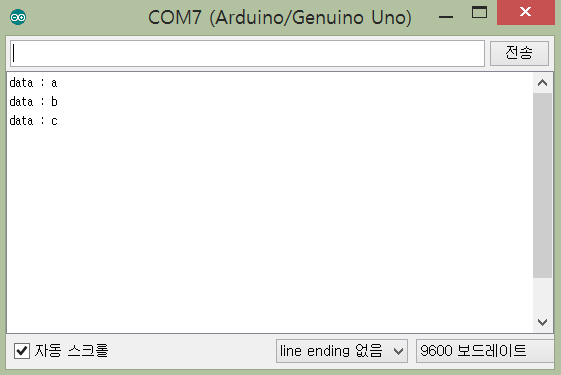 COM7 (Arduino/Genuino Uno)
전송
data : a
data : b
data : c
자동 스크롤
line ending 없음
9600 보드레이트